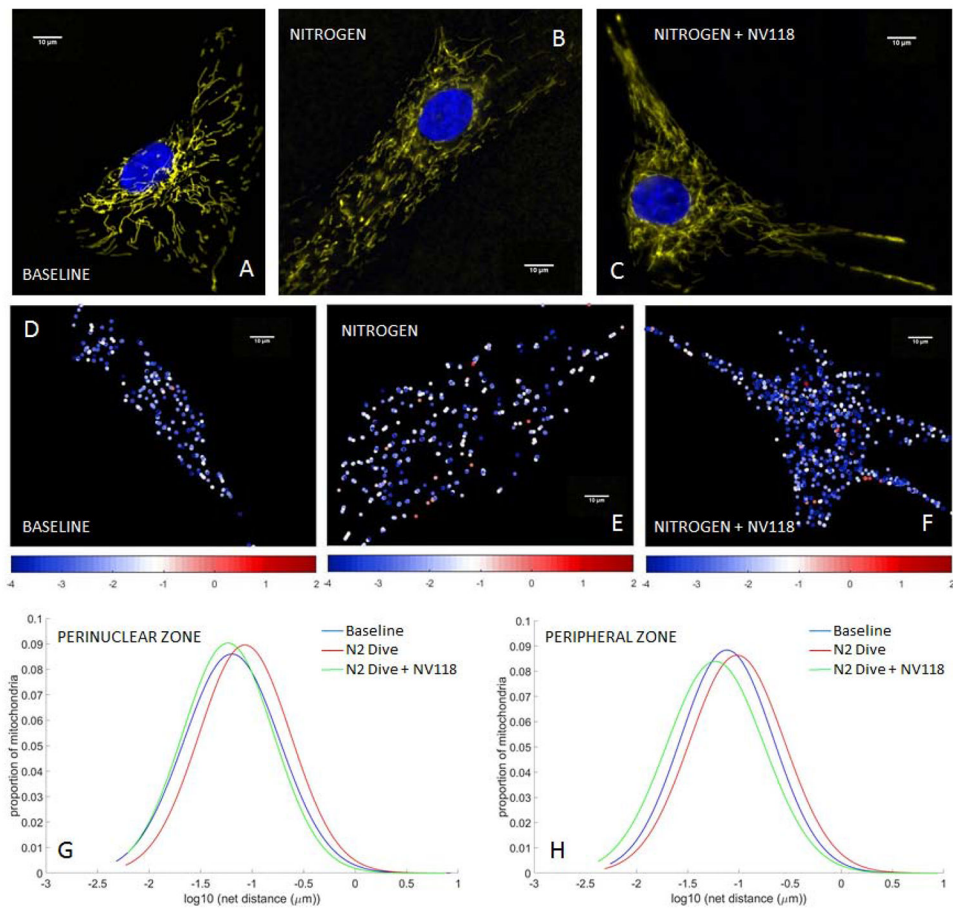 10 µm
BASELINE
A
NITROGEN
B
10 µm
NITROGEN + NV118
10 µm
C
D
10 µm
BASELINE
NITROGEN
10 µm
E
10 µm
NITROGEN + NV118
F
-4 -3 -2 -1 0 1 2
-4 -3 -2 -1 0 1 2
-4 -3 -2 -1 0 1 2
PERINUCLEAR ZONE
Baseline
N2 Dive
N2 Dive + NV118
proportion of mitochondria
0.1
0.09
0.08
0.07
0.06
0.05
0.04
0.03
0.02
0.01
0
G
-3 -2.5 -2 -1.5 -1 -0.5 0 0.5 1
log10 (net distance (µm))
PERIPHERAL ZONE
Baseline
N2 Dive
N2 Dive + NV118
proportion of mitochondria
0.1
0.09
0.08
0.07
0.06
0.05
0.04
0.03
0.02
0.01
0
H
-3 -2.5 -2 -1.5 -1 -0.5 0 0.5 1
log10 (net distance (µm))